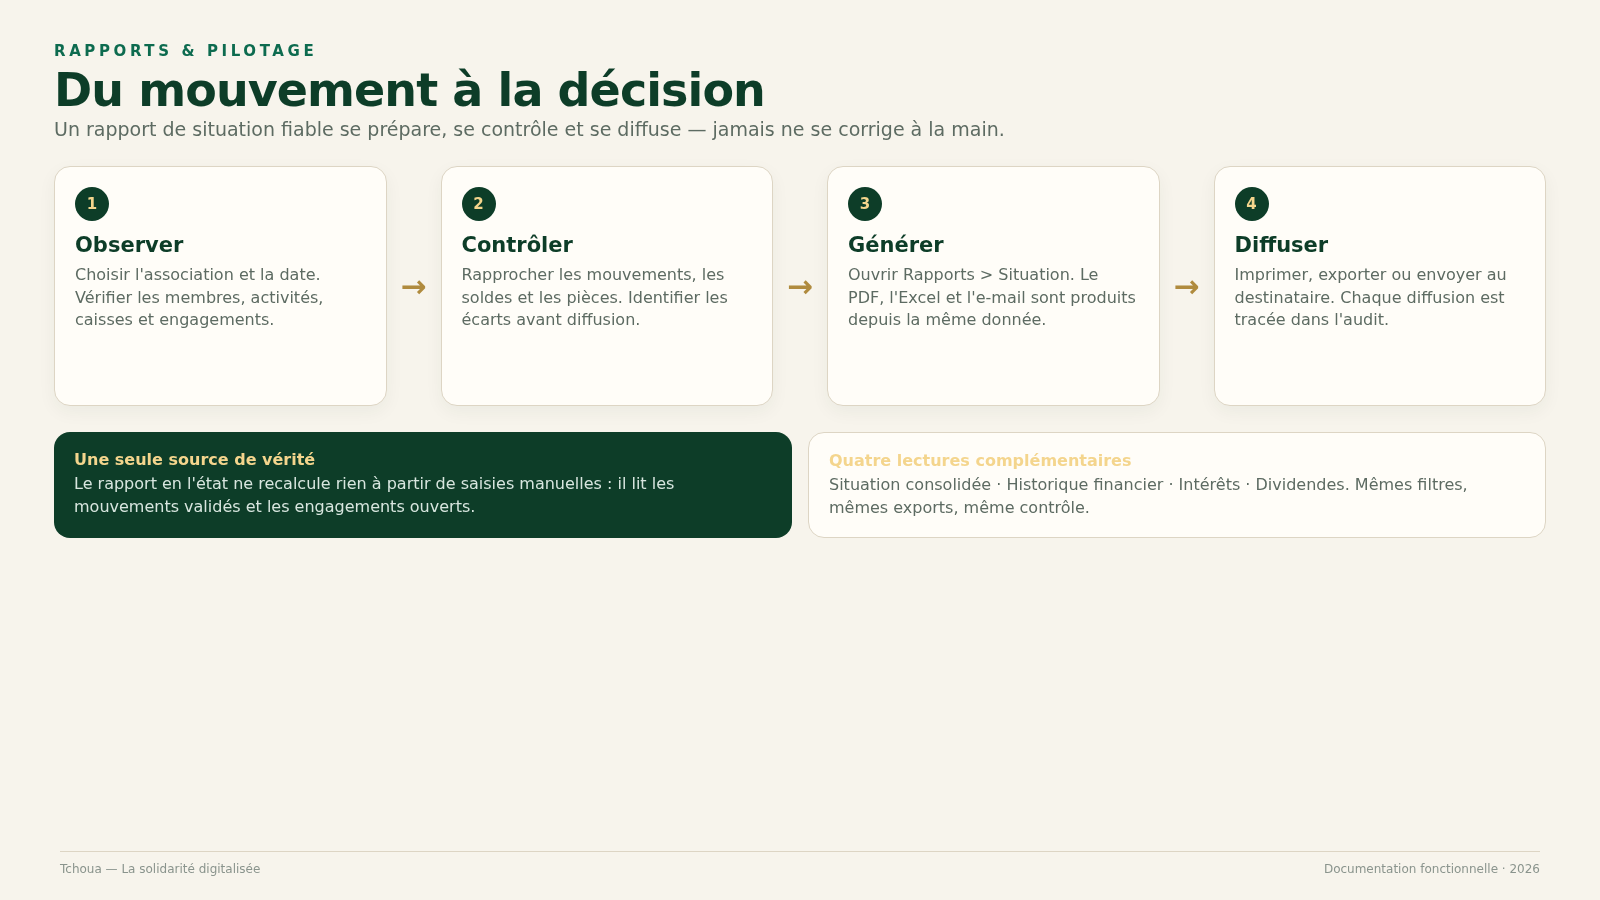 RAPPORTS & PILOTAGE
Du mouvement à la décision
Un rapport de situation fiable se prépare, se contrôle et se diffuse — jamais ne se corrige à la main.
1
Observer
Choisir l'association et la date.
Vérifier les membres, activités,
caisses et engagements.
→
2
Contrôler
Rapprocher les mouvements, les
soldes et les pièces. Identifier les
écarts avant diffusion.
→
3
Générer
Ouvrir Rapports > Situation. Le
PDF, l'Excel et l'e-mail sont produits
depuis la même donnée.
→
4
Diffuser
Imprimer, exporter ou envoyer au
destinataire. Chaque diffusion est
tracée dans l'audit.
Une seule source de vérité
Le rapport en l'état ne recalcule rien à partir de saisies manuelles : il lit les
mouvements validés et les engagements ouverts.
Quatre lectures complémentaires
Situation consolidée · Historique financier · Intérêts · Dividendes. Mêmes filtres,
mêmes exports, même contrôle.
Tchoua — La solidarité digitalisée
Documentation fonctionnelle · 2026